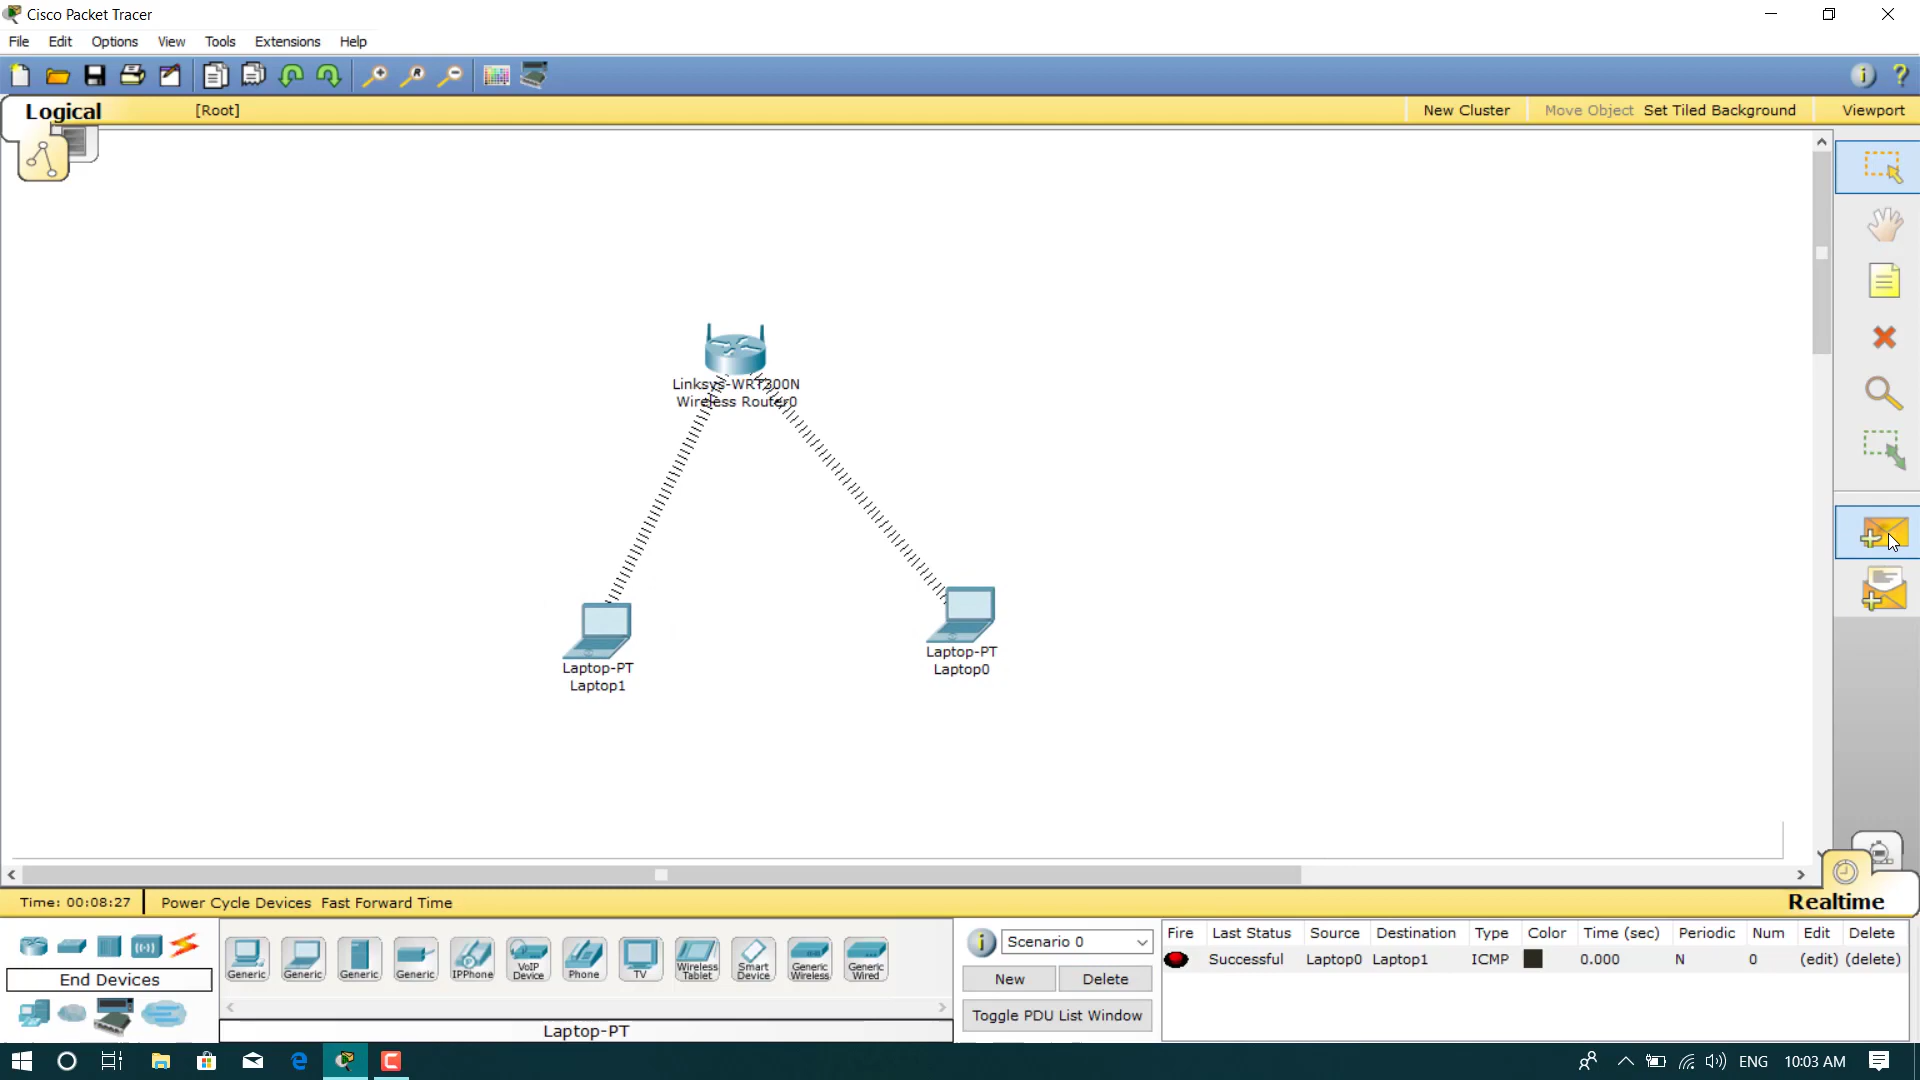 Cisco Packet Tracer
File Edit Options View Tools Extensions Help
Logical [Root] New Cluster Move Object Set Tiled Background Viewport
Linksys-WRT300N
Wireless Router0
Laptop-PT
Laptop1
Laptop-PT
Laptop0
Time: 00:08:27 Power Cycle Devices Fast Forward Time Realtime
End Devices
Generic Generic Generic Generic IPPhone VoIP Device Phone TV Wireless Tablet Smart Device Generic Wireless Generic Wired
Laptop-PT
Scenario 0
New Delete
Toggle PDU List Window
Fire Last Status Source Destination Type Color Time (sec) Periodic Num Edit Delete
Successful Laptop0 Laptop1 ICMP 0.000 N 0 (edit) (delete)
ENG 10:03 AM